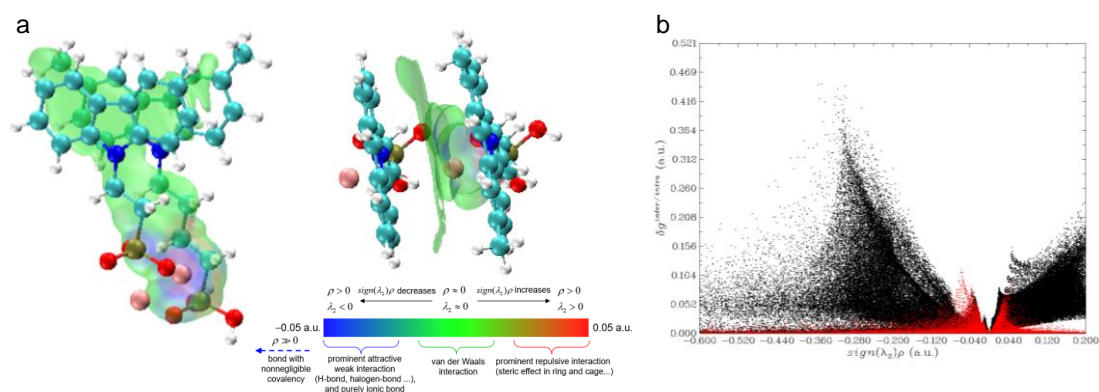 a
b
ρ > 0 sign(λ₂)ρ decreases ρ ≈ 0 sign(λ₂)ρ increases ρ > 0
λ₂ < 0 λ₂ ≈ 0 λ₂ > 0
−0.05 a.u. 0.05 a.u.
ρ ≫ 0
bond with
nonnegligible
covalency
prominent attractive
weak interaction
(H-bond, halogen-bond ...),
and purely ionic bond
van der Waals
interaction
prominent repulsive interaction
(steric effect in ring and cage...)
δg^inter/intra (a.u.)
0.521
0.469
0.416
0.364
0.312
0.260
0.208
0.156
0.104
0.052
0.000
-0.600 -0.520 -0.440 -0.360 -0.280 -0.200 -0.120 -0.040 0.040 0.120 0.200
sign(λ₂)ρ (a.u.)